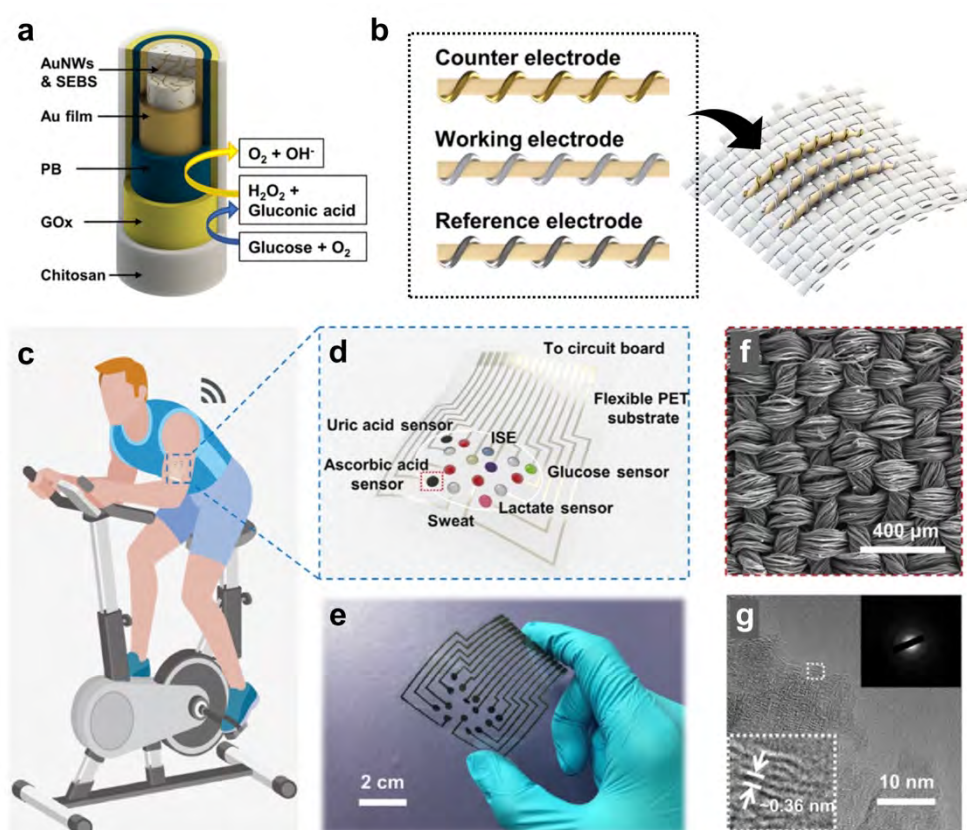 a
AuNWs
& SEBS
Au film
PB
GOx
Chitosan
O₂ + OH⁻
H₂O₂ +
Gluconic acid
Glucose + O₂
b
Counter electrode
Working electrode
Reference electrode
c
d
To circuit board
Flexible PET
substrate
Uric acid sensor
ISE
Ascorbic acid
sensor
Glucose sensor
Lactate sensor
Sweat
e
2 cm
f
400 μm
g
~0.36 nm
10 nm